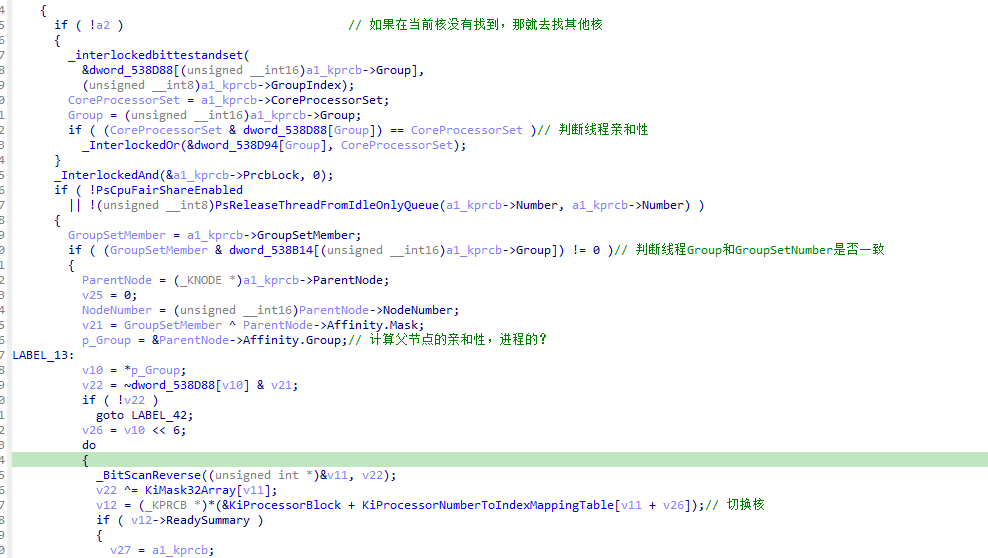 4 {
5 if ( !a2 ) // 如果在当前核没有找到，那就去找其他核
6 {
7 _interlockedbittestandset(
8 &dword_538D88[(unsigned __int16)a1_kprcb->Group],
9 (unsigned __int8)a1_kprcb->GroupIndex);
0 CoreProcessorSet = a1_kprcb->CoreProcessorSet;
1 Group = (unsigned __int16)a1_kprcb->Group;
2 if ( (CoreProcessorSet & dword_538D88[Group]) == CoreProcessorSet )// 判断线程亲和性
3 _InterlockedOr(&dword_538D94[Group], CoreProcessorSet);
4 }
5 _InterlockedAnd(&a1_kprcb->PrcbLock, 0);
6 if ( !PsCpuFairShareEnabled
7 || !(unsigned __int8)PsReleaseThreadFromIdleOnlyQueue(a1_kprcb->Number, a1_kprcb->Number) )
8 {
9 GroupSetMember = a1_kprcb->GroupSetMember;
0 if ( (GroupSetMember & dword_538B14[(unsigned __int16)a1_kprcb->Group]) != 0 )// 判断线程Group和GroupSetNumber是否一致
1 {
2 ParentNode = (_KNODE *)a1_kprcb->ParentNode;
3 v25 = 0;
4 NodeNumber = (unsigned __int16)ParentNode->NodeNumber;
5 v21 = GroupSetMember ^ ParentNode->Affinity.Mask;
6 p_Group = &ParentNode->Affinity.Group;// 计算父节点的亲和性，进程的?
7 LABEL_13:
8 v10 = *p_Group;
9 v22 = ~dword_538D88[v10] & v21;
0 if ( !v22 )
1 goto LABEL_42;
2 v26 = v10 << 6;
3 do
4 {
5 _BitScanReverse((unsigned int *)&v11, v22);
6 v22 ^= KiMask32Array[v11];
7 v12 = (_KPRCB *)*(&KiProcessorBlock + KiProcessorNumberToIndexMappingTable[v11 + v26]);// 切换核
8 if ( v12->ReadySummary )
9 {
0 v27 = a1_kprcb;